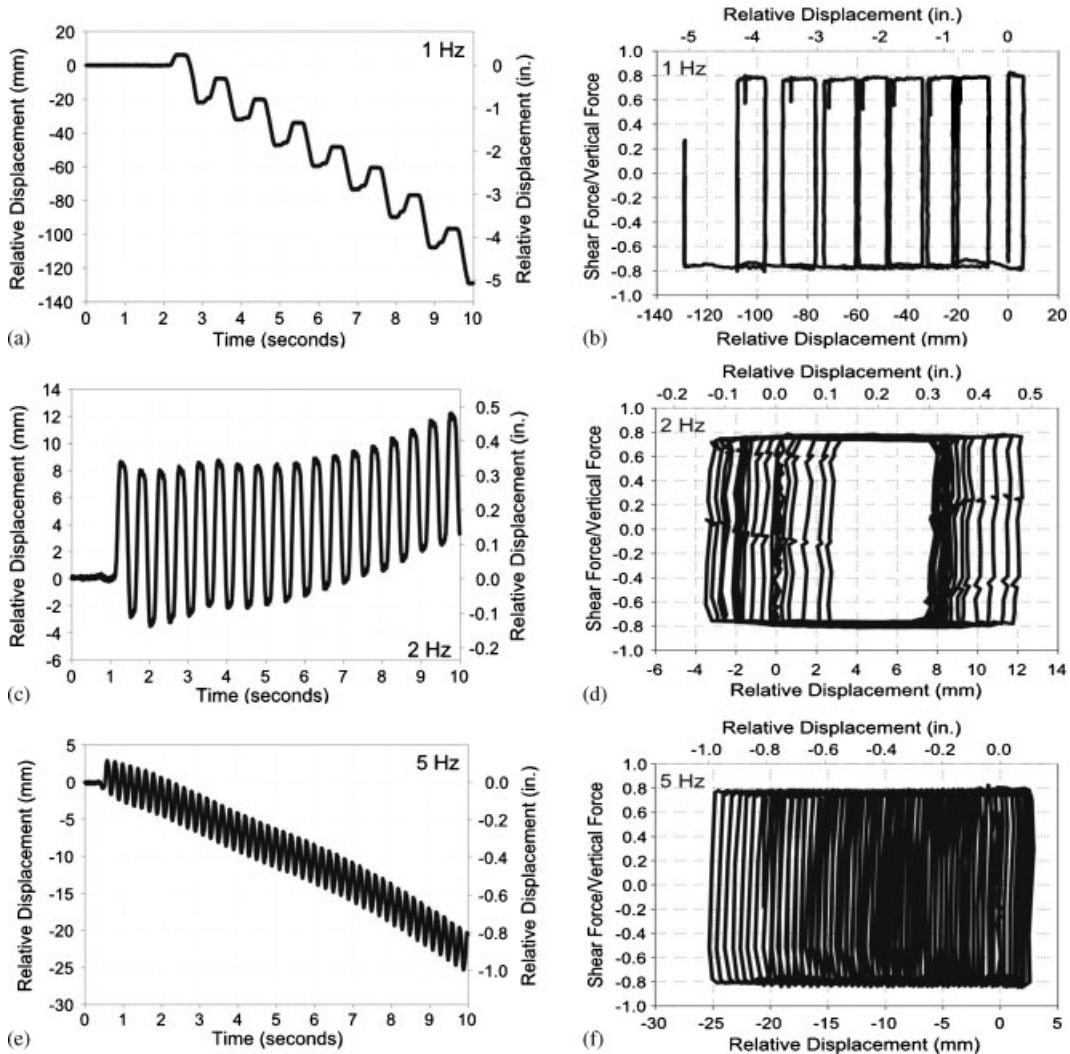 Relative Displacement (in.)
-5 -4 -3 -2 -1 0
20
0
-20
-40
-60
-80
-100
-120
-140
Relative Displacement (mm)
1 Hz
0
-1
-2
-3
-4
-5
Relative Displacement (in.)
0 1 2 3 4 5 6 7 8 9 10
Time (seconds)
(a)
1.0
0.8
0.6
0.4
0.2
0.0
-0.2
-0.4
-0.6
-0.8
-1.0
Shear Force/Vertical Force
1 Hz
-140 -120 -100 -80 -60 -40 -20 0 20
Relative Displacement (mm)
(b)
14
12
10
8
6
4
2
0
-2
-4
-6
Relative Displacement (mm)
0.5
0.4
0.3
0.2
0.1
0.0
-0.1
-0.2
Relative Displacement (in.)
2 Hz
0 1 2 3 4 5 6 7 8 9 10
Time (seconds)
(c)
Relative Displacement (in.)
-0.2 -0.1 0.0 0.1 0.2 0.3 0.4 0.5
1.0
0.8
0.6
0.4
0.2
0.0
-0.2
-0.4
-0.6
-0.8
-1.0
Shear Force/Vertical Force
2 Hz
-6 -4 -2 0 2 4 6 8 10 12 14
Relative Displacement (mm)
(d)
5
0
-5
-10
-15
-20
-25
-30
Relative Displacement (mm)
5 Hz
0.0
-0.2
-0.4
-0.6
-0.8
-1.0
Relative Displacement (in.)
0 1 2 3 4 5 6 7 8 9 10
Time (seconds)
(e)
Relative Displacement (in.)
-1.0 -0.8 -0.6 -0.4 -0.2 0.0
1.0
0.8
0.6
0.4
0.2
0.0
-0.2
-0.4
-0.6
-0.8
-1.0
Shear Force/Vertical Force
5 Hz
-30 -25 -20 -15 -10 -5 0 5
Relative Displacement (mm)
(f)